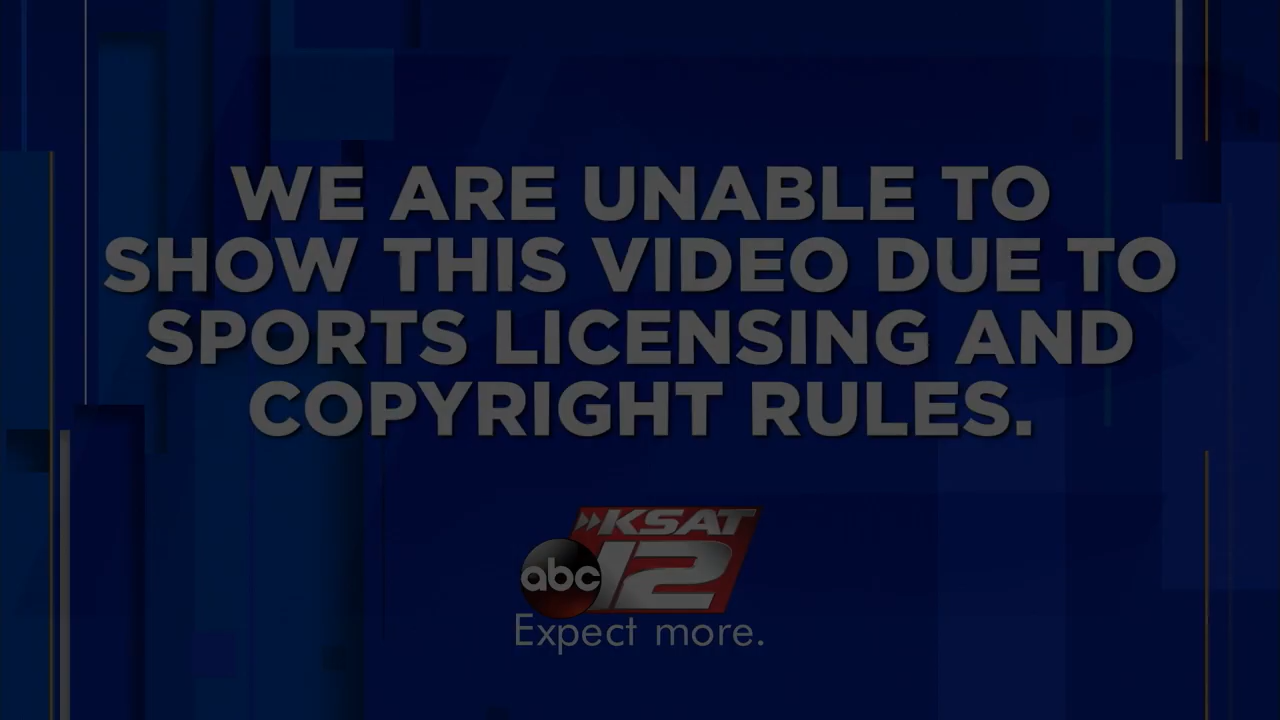 WE ARE UNABLE TO
SHOW THIS VIDEO DUE TO
SPORTS LICENSING AND
COPYRIGHT RULES.
KSAT
abc 12
Expect more.